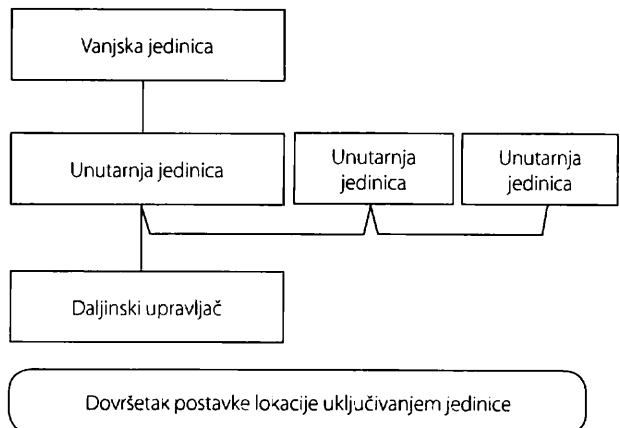 Vanjska jedinica
Unutarnja jedinica
Unutarnja
jedinica
Unutarnja
jedinica
Daljinski upravljač
Dovršetak postavke lokacije uključivanjem jedinice